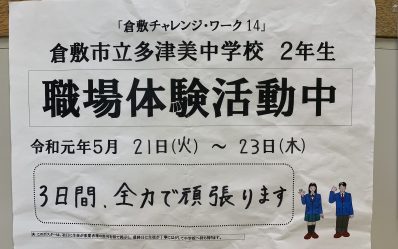 「倉敷チャレンジ・ワーク14」
倉敷市立多津美中学校 2年生
職場体験活動中
令和元年5月 21日(火) ~ 23日(木)
3日間、全力で頑張ります